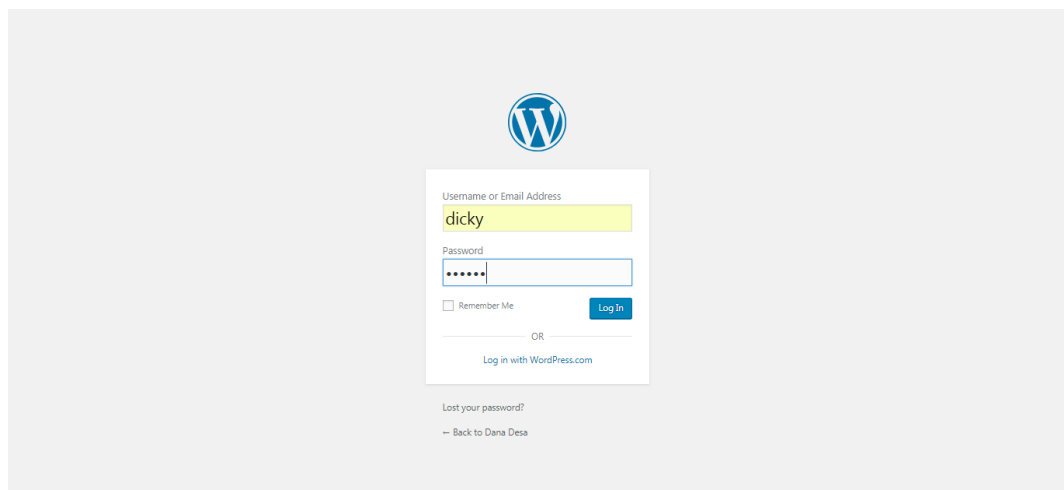 Username or Email Address
dicky
Password
••••••
Remember Me
Log In
OR
Log in with WordPress.com
Lost your password?
← Back to Dana Desa